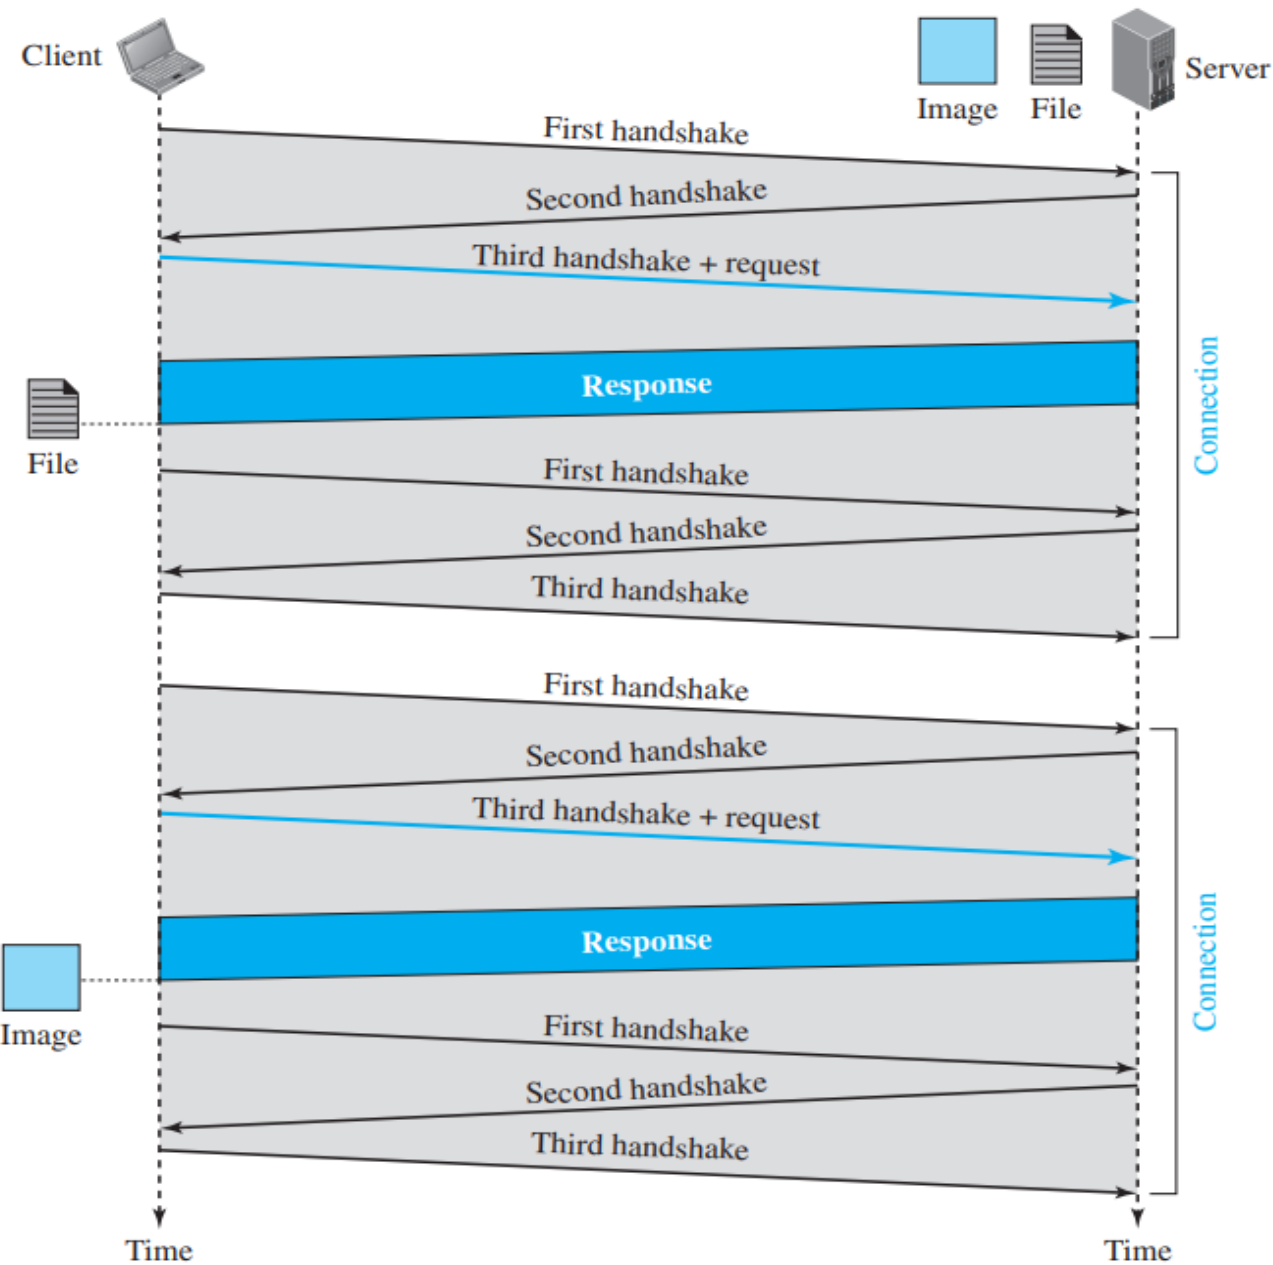 Client
Image
File
Server
First handshake
Second handshake
Third handshake + request
Response
File
Connection
First handshake
Second handshake
Third handshake
First handshake
Second handshake
Third handshake + request
Response
Image
Connection
First handshake
Second handshake
Third handshake
Time
Time